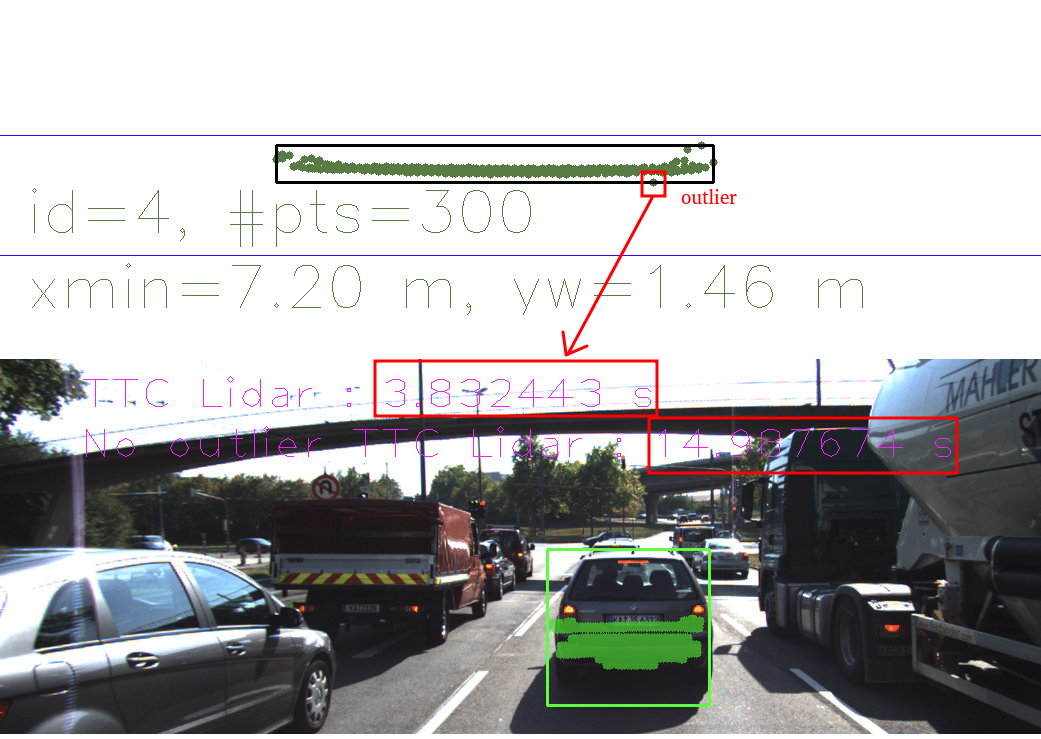 id=4, #pts=300
outlier
xmin=7.20 m, yw=1.46 m
TTC Lidar : 3.832443 s
No outlier TTC Lidar : 14.987674 s
MAHLER